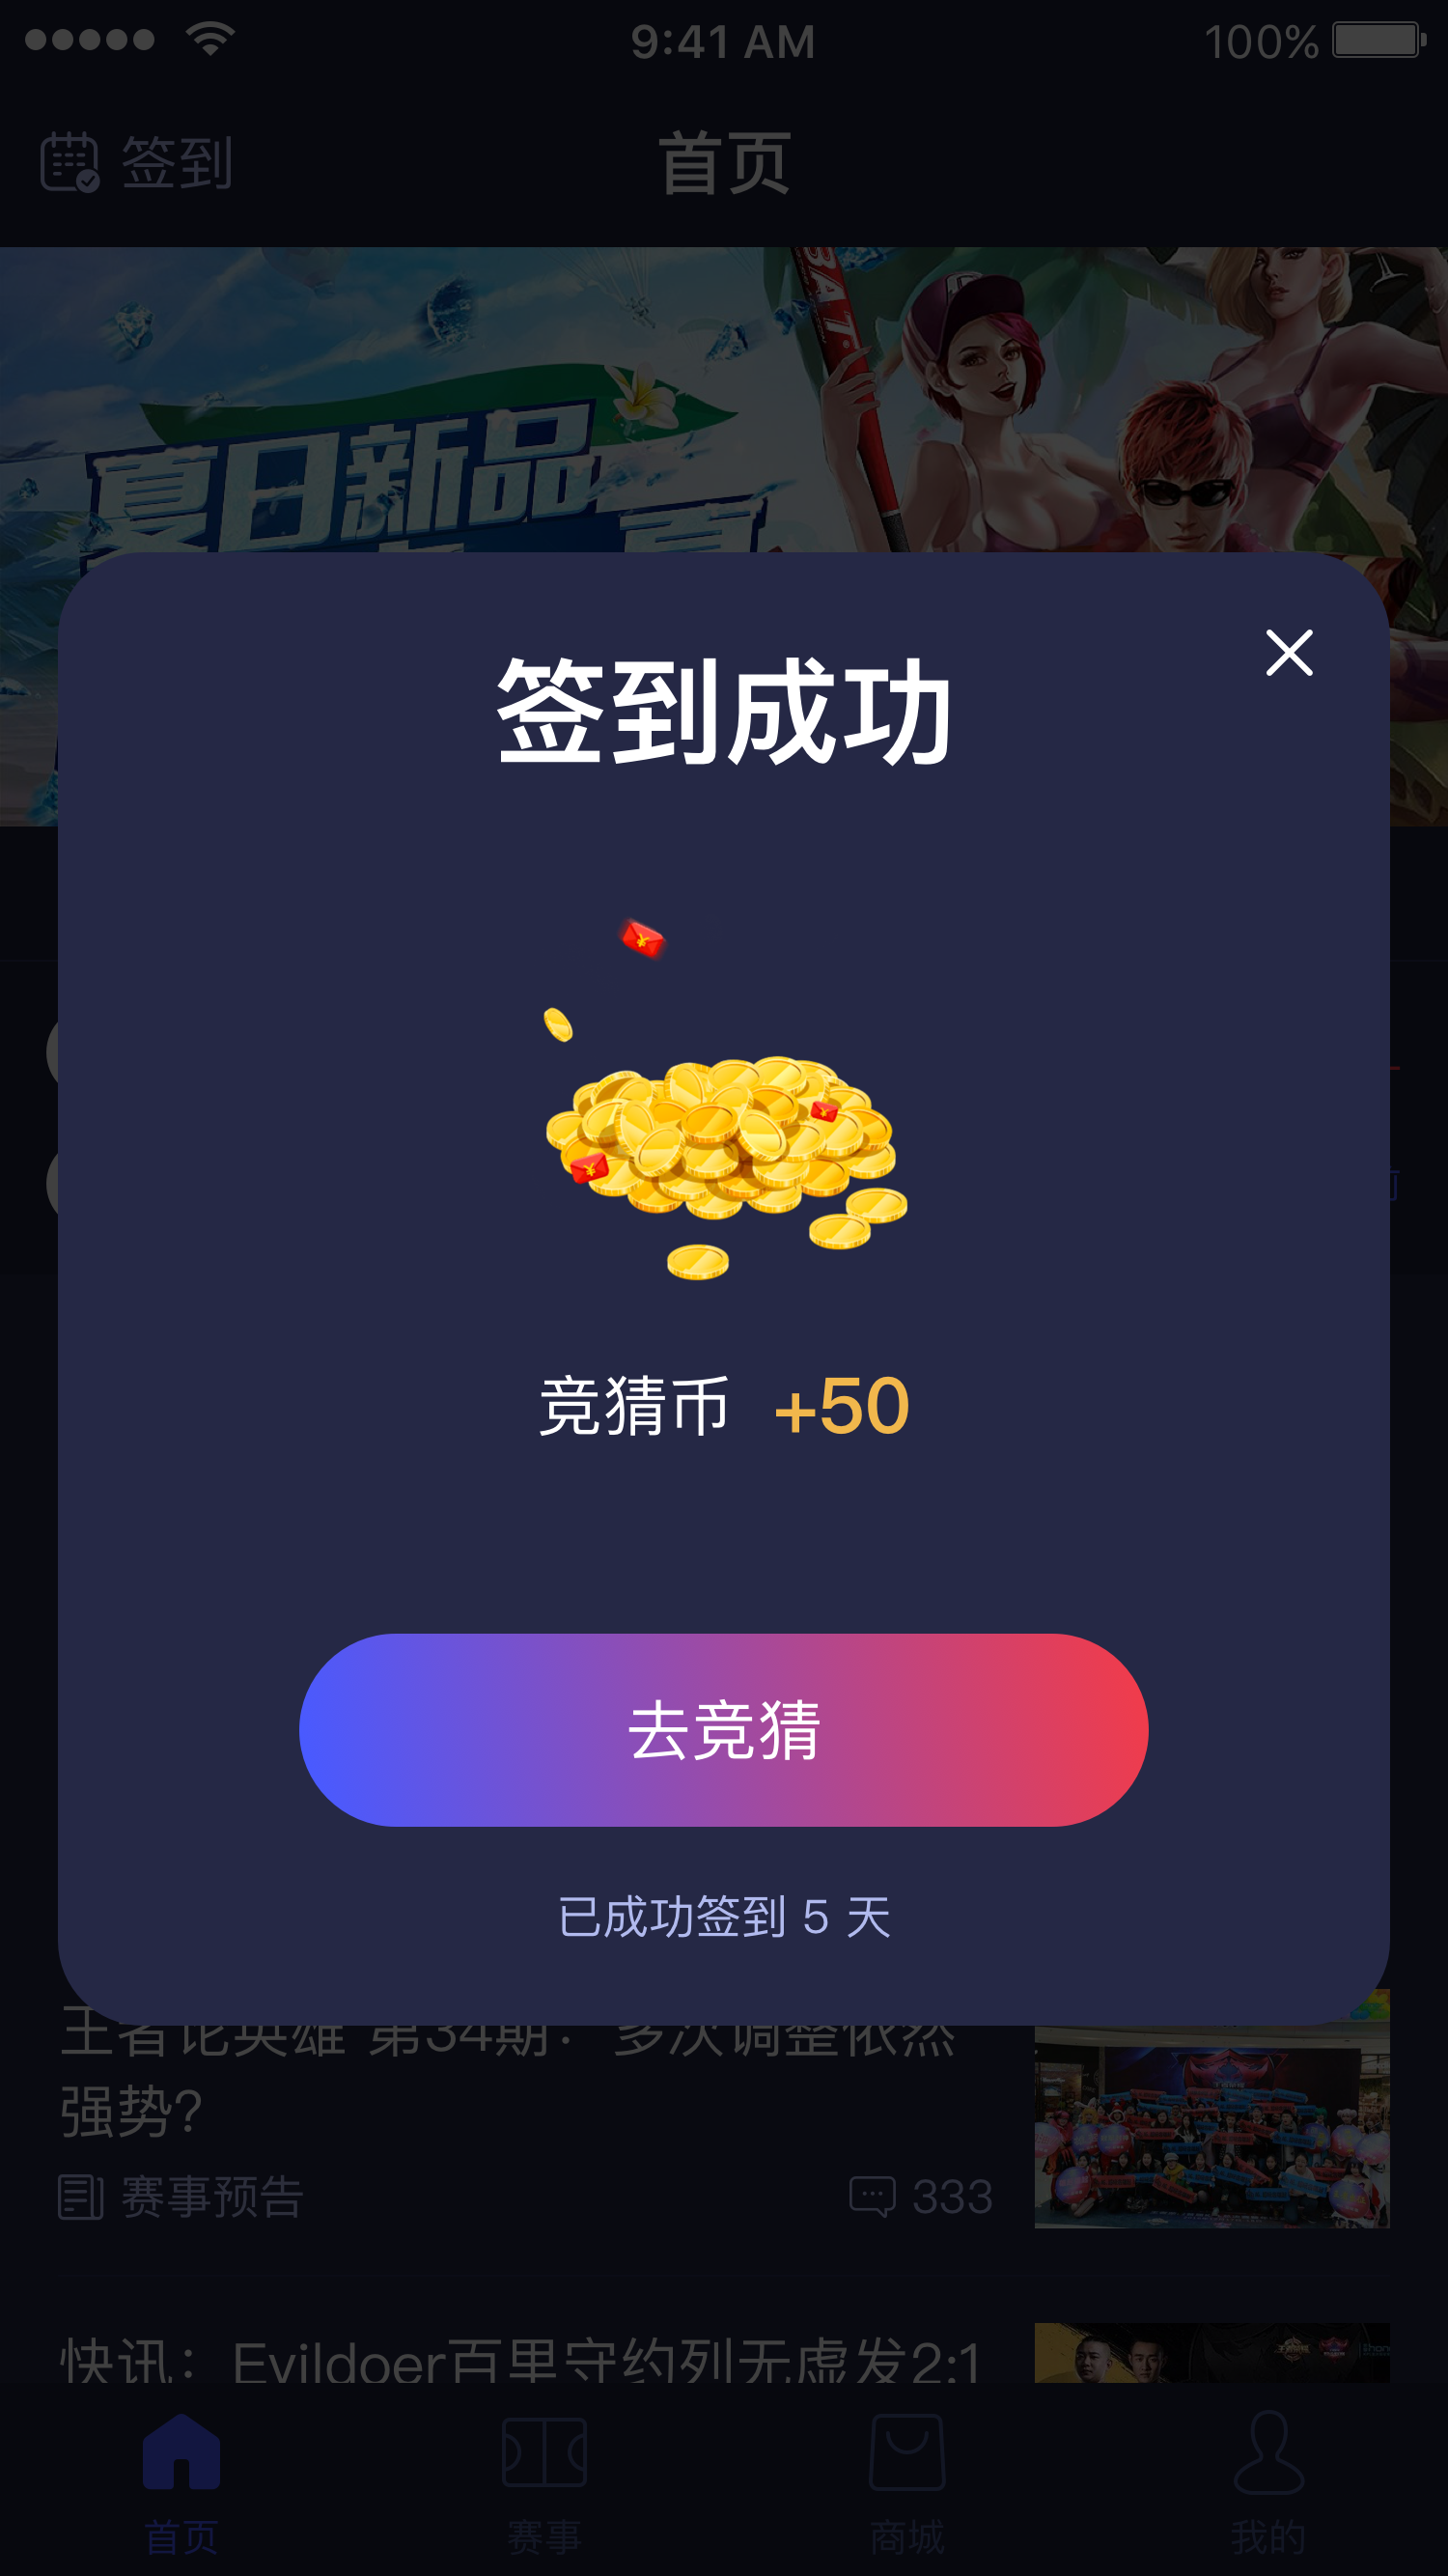 9:41 AM 100%
签到 首页
BAT
夏日新品
夏
签到成功
竞猜币 +50
去竞猜
已成功签到 5 天
王者论英雄 第34期：多次调整依然
强势？
赛事预告 333
快讯：Evildoer百里守约列无虚发2:1
首页 赛事 商城 我的